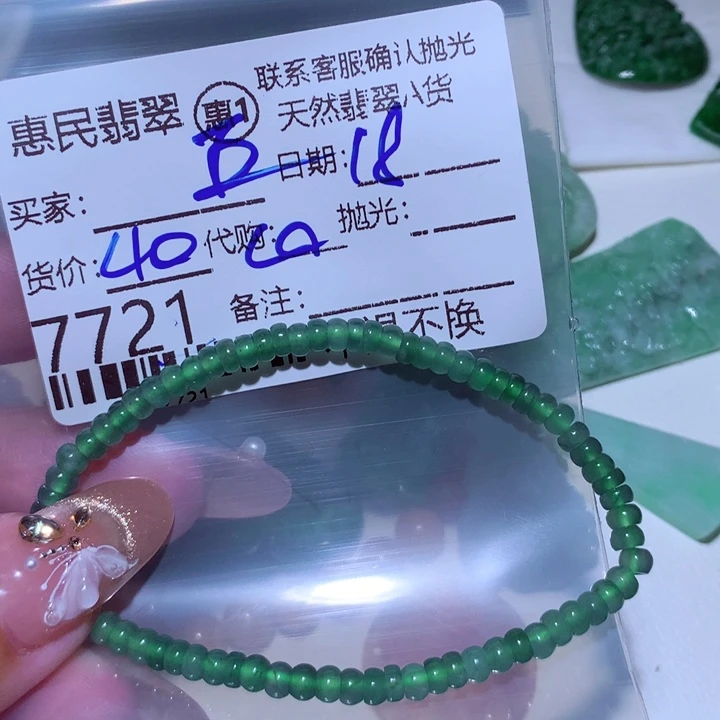 惠民翡翠 惠1 联系客服确认抛光
天然翡翠A货
买家: 日期:18
货价:40 代购: 抛光:
7721 备注:
不退不换
7721